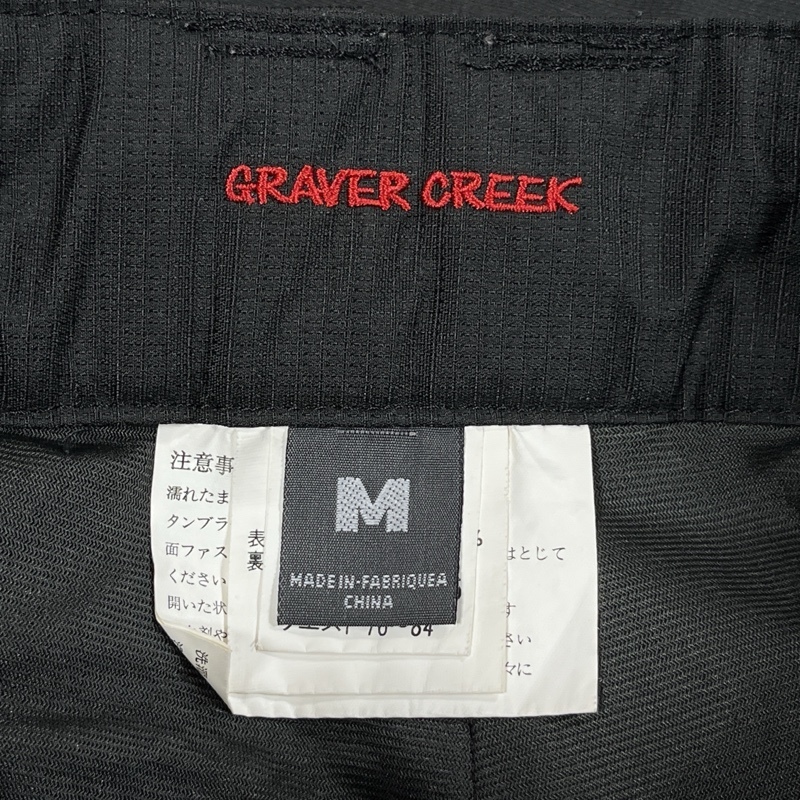 GRAVER CREEK
注意事
濡れたま
タンブラ
面ファス
ください
開いた状
表
裏
%
M
MADE IN-FABRIQUE A
CHINA
はとじて
す
さい
々に